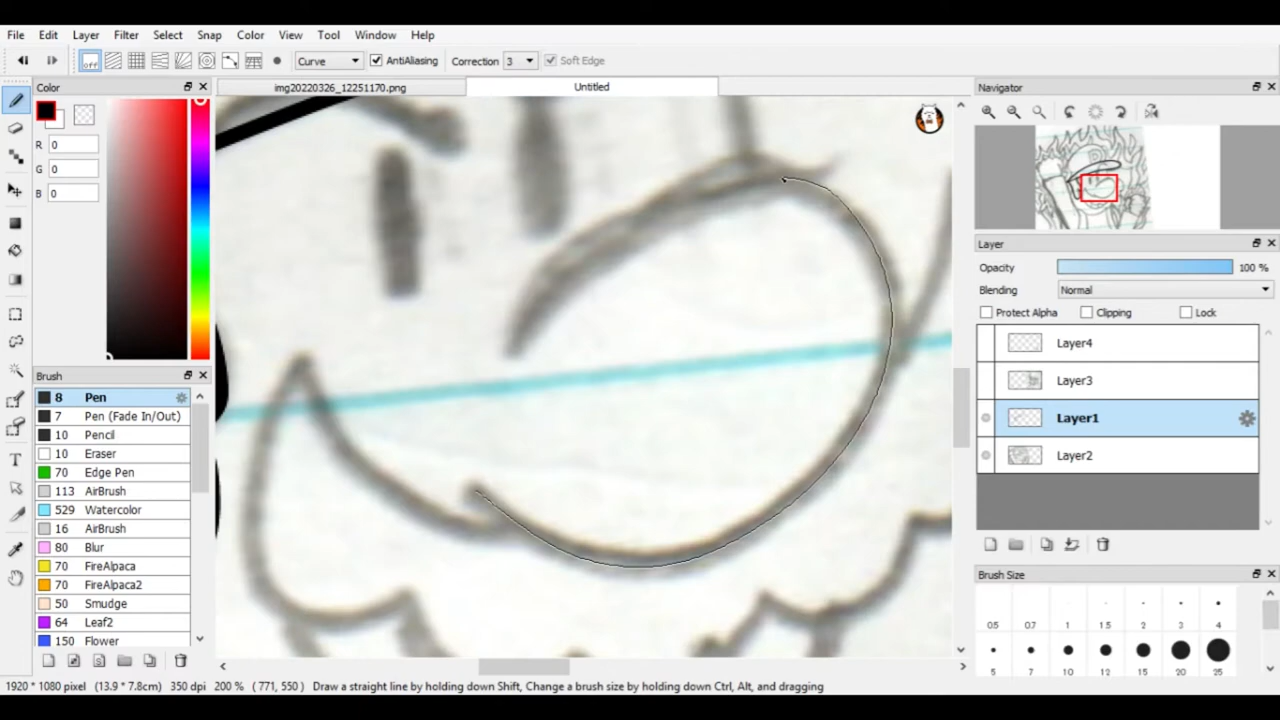 File Edit Layer Filter Select Snap Color View Tool Window Help
off Curve AntiAliasing Correction 3 Soft Edge
Color
R 0
G 0
B 0
img20220326_12251170.png Untitled
Brush
8 Pen
7 Pen (Fade In/Out)
10 Pencil
10 Eraser
70 Edge Pen
113 AirBrush
529 Watercolor
16 AirBrush
80 Blur
70 FireAlpaca
70 FireAlpaca2
50 Smudge
64 Leaf2
150 Flower
T
Navigator
Layer
Opacity 100 %
Blending Normal
Protect Alpha Clipping Lock
Layer4
Layer3
Layer1
Layer2
Brush Size
0.5 0.7 1 1.5 2 3 4
5 7 10 12 15 20 25
1920 * 1080 pixel (13.9 * 7.8cm) 350 dpi 200 % ( 771, 550 ) Draw a straight line by holding down Shift, Change a brush size by holding down Ctrl, Alt, and dragging